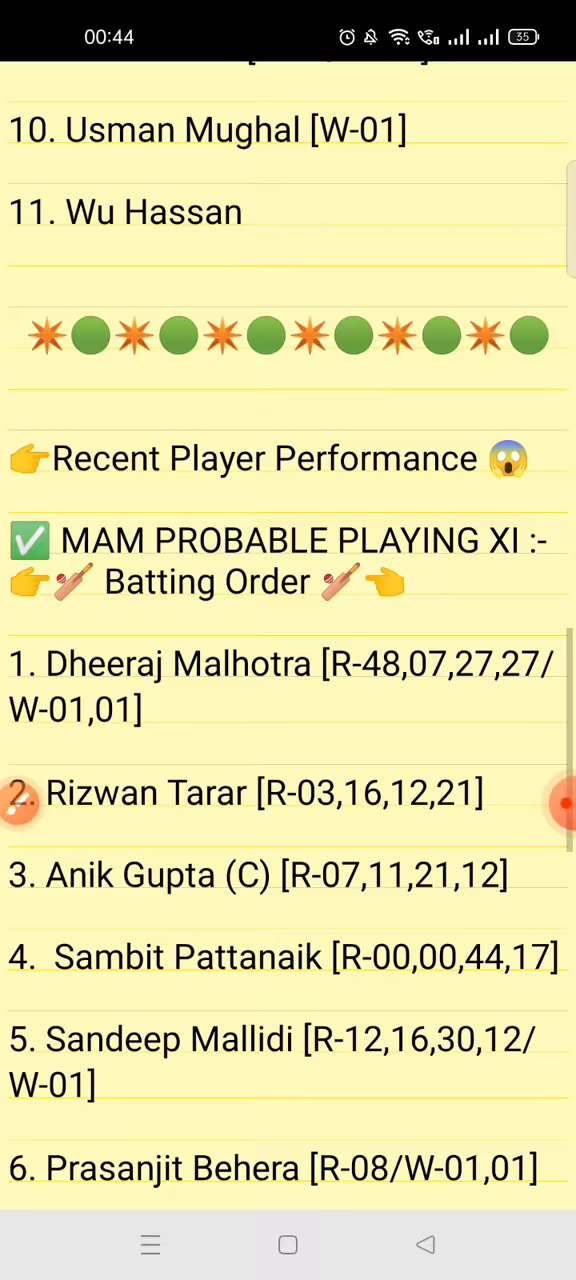 00:44
35
10. Usman Mughal [W-01]
11. Wu Hassan
👉Recent Player Performance 😱
✅ MAM PROBABLE PLAYING XI :-
👉🏏 Batting Order 🏏👈
1. Dheeraj Malhotra [R-48,07,27,27/
W-01,01]
2. Rizwan Tarar [R-03,16,12,21]
3. Anik Gupta (C) [R-07,11,21,12]
4.  Sambit Pattanaik [R-00,00,44,17]
5. Sandeep Mallidi [R-12,16,30,12/
W-01]
6. Prasanjit Behera [R-08/W-01,01]